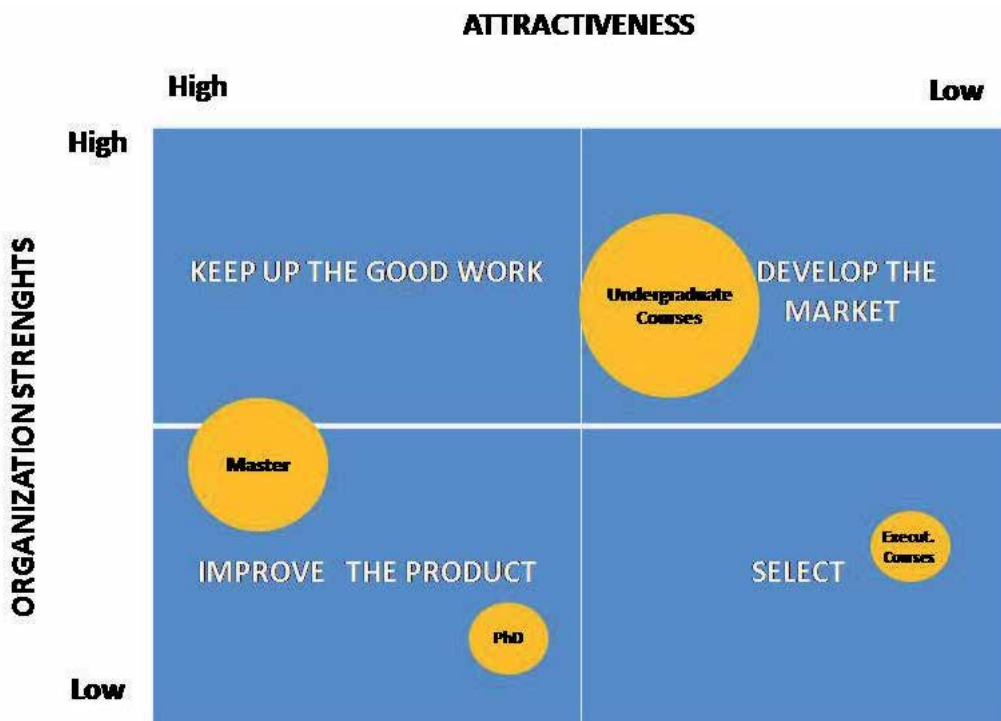 ATTRACTIVENESS
High
Low
High
ORGANIZATION STRENGHTS
KEEP UP THE GOOD WORK
Undergraduate
Courses
DEVELOP THE
MARKET
Master
Execut.
Courses
IMPROVE THE PRODUCT
SELECT
PhD
Low